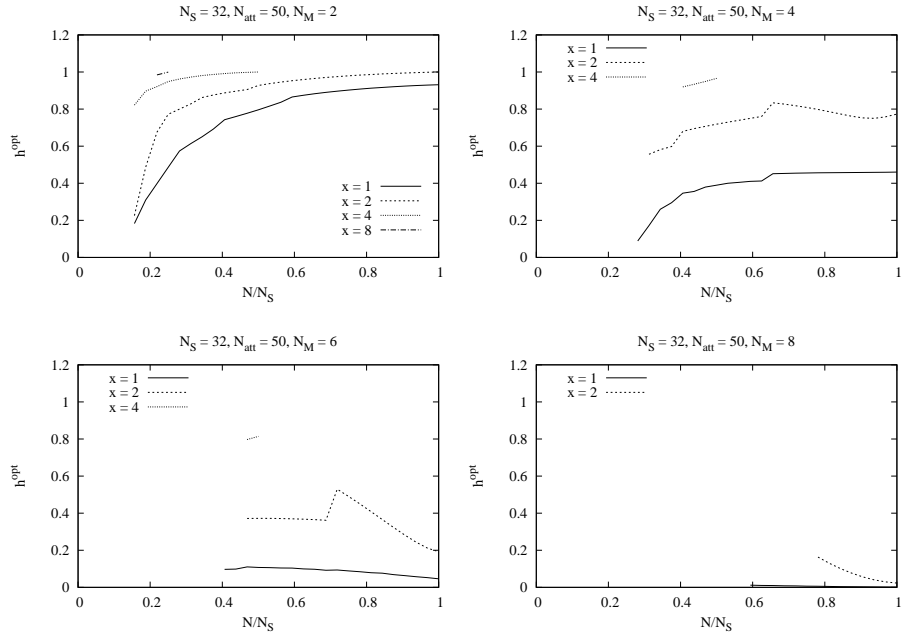 N_S = 32, N_att = 50, N_M = 2
1.2
1
0.8
0.6
0.4
0.2
0
h^opt
x = 1
x = 2
x = 4
x = 8
0 0.2 0.4 0.6 0.8 1
N/N_S
N_S = 32, N_att = 50, N_M = 4
1.2
1
0.8
0.6
0.4
0.2
0
h^opt
x = 1
x = 2
x = 4
0 0.2 0.4 0.6 0.8 1
N/N_S
N_S = 32, N_att = 50, N_M = 6
1.2
1
0.8
0.6
0.4
0.2
0
h^opt
x = 1
x = 2
x = 4
0 0.2 0.4 0.6 0.8 1
N/N_S
N_S = 32, N_att = 50, N_M = 8
1.2
1
0.8
0.6
0.4
0.2
0
h^opt
x = 1
x = 2
0 0.2 0.4 0.6 0.8 1
N/N_S